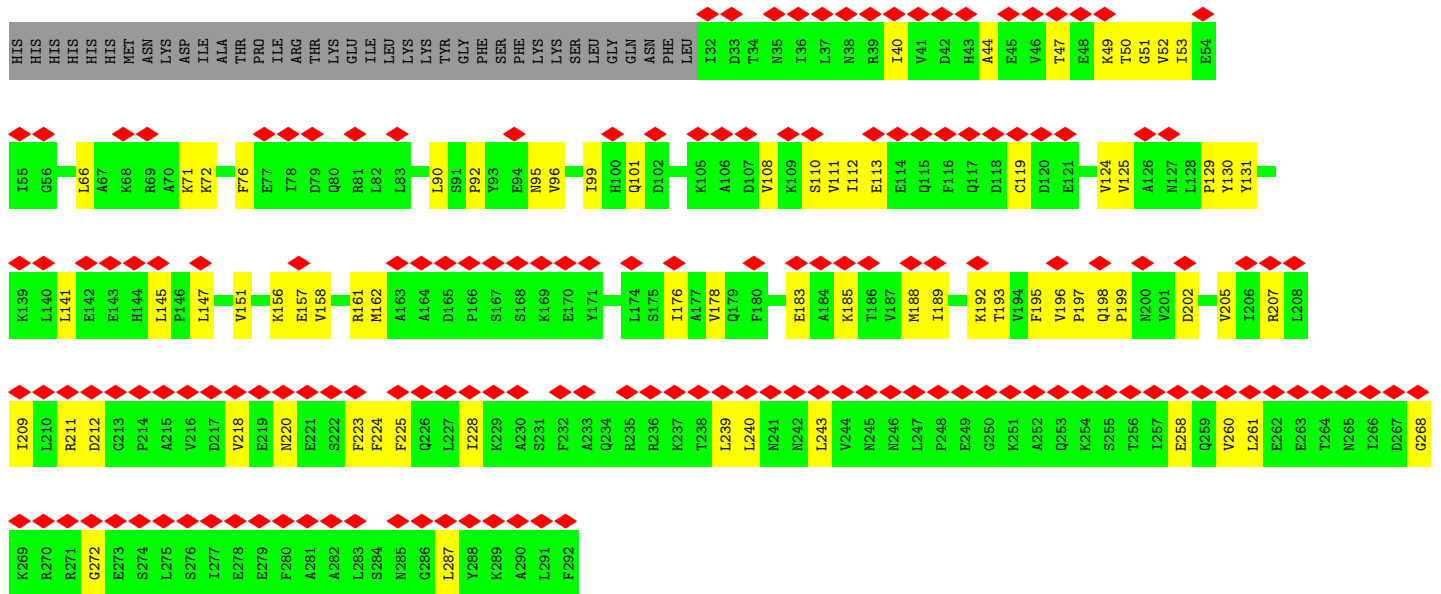 HIS HIS HIS HIS HIS HIS MET ASN LYS ASP ILE ALA THR PRO ILE ARG THR LYS GLU ILE LEU LYS LYS TYR GLY PHE SER PHE LYS LYS SER LEU GLY GLN ASN PHE LEU I32 D33 T34 N35 I36 L37 N38 R39 I40 V41 D42 H43 A44 E45 V46 T47 E48 K49 T50 G51 V52 I53 E54
I55 G56 L66 A67 K68 R69 A70 K71 K72 F76 E77 I78 D79 Q80 R81 L82 L83 L90 S91 P92 Y93 E94 N95 V96 I99 H100 Q101 D102 K105 A106 D107 V108 K109 S110 V111 I112 E113 E114 Q115 F116 Q117 D118 C119 D120 E121 V124 V125 A126 N127 L128 P129 Y130 Y131
K139 L140 L141 E142 E143 H144 L145 P146 L147 V151 K156 E157 V158 R161 M162 A163 A164 D165 P166 S167 S168 K169 E170 Y171 L174 S175 I176 A177 V178 Q179 F180 E183 A184 K185 T186 V187 M188 I189 K192 T193 V194 F195 V196 P197 Q198 P199 N200 V201 D202 V205 I206 R207 L208
I209 L210 R211 D212 G213 P214 A215 V216 D217 V218 E219 N220 E221 S222 F223 F224 F225 Q226 L227 I228 K229 A230 S231 F232 A233 Q234 R235 R236 K237 T238 L239 L240 N241 N242 L243 V244 N245 N246 L247 P248 E249 G250 K251 A252 Q253 K254 S255 T256 I257 E258 Q259 V260 L261 E262 E263 T264 N265 I266 D267 G268
K269 R270 R271 G272 E273 S274 L275 S276 I277 E278 E279 F280 A281 A282 L283 S284 N285 G286 L287 Y288 K289 A290 L291 F292